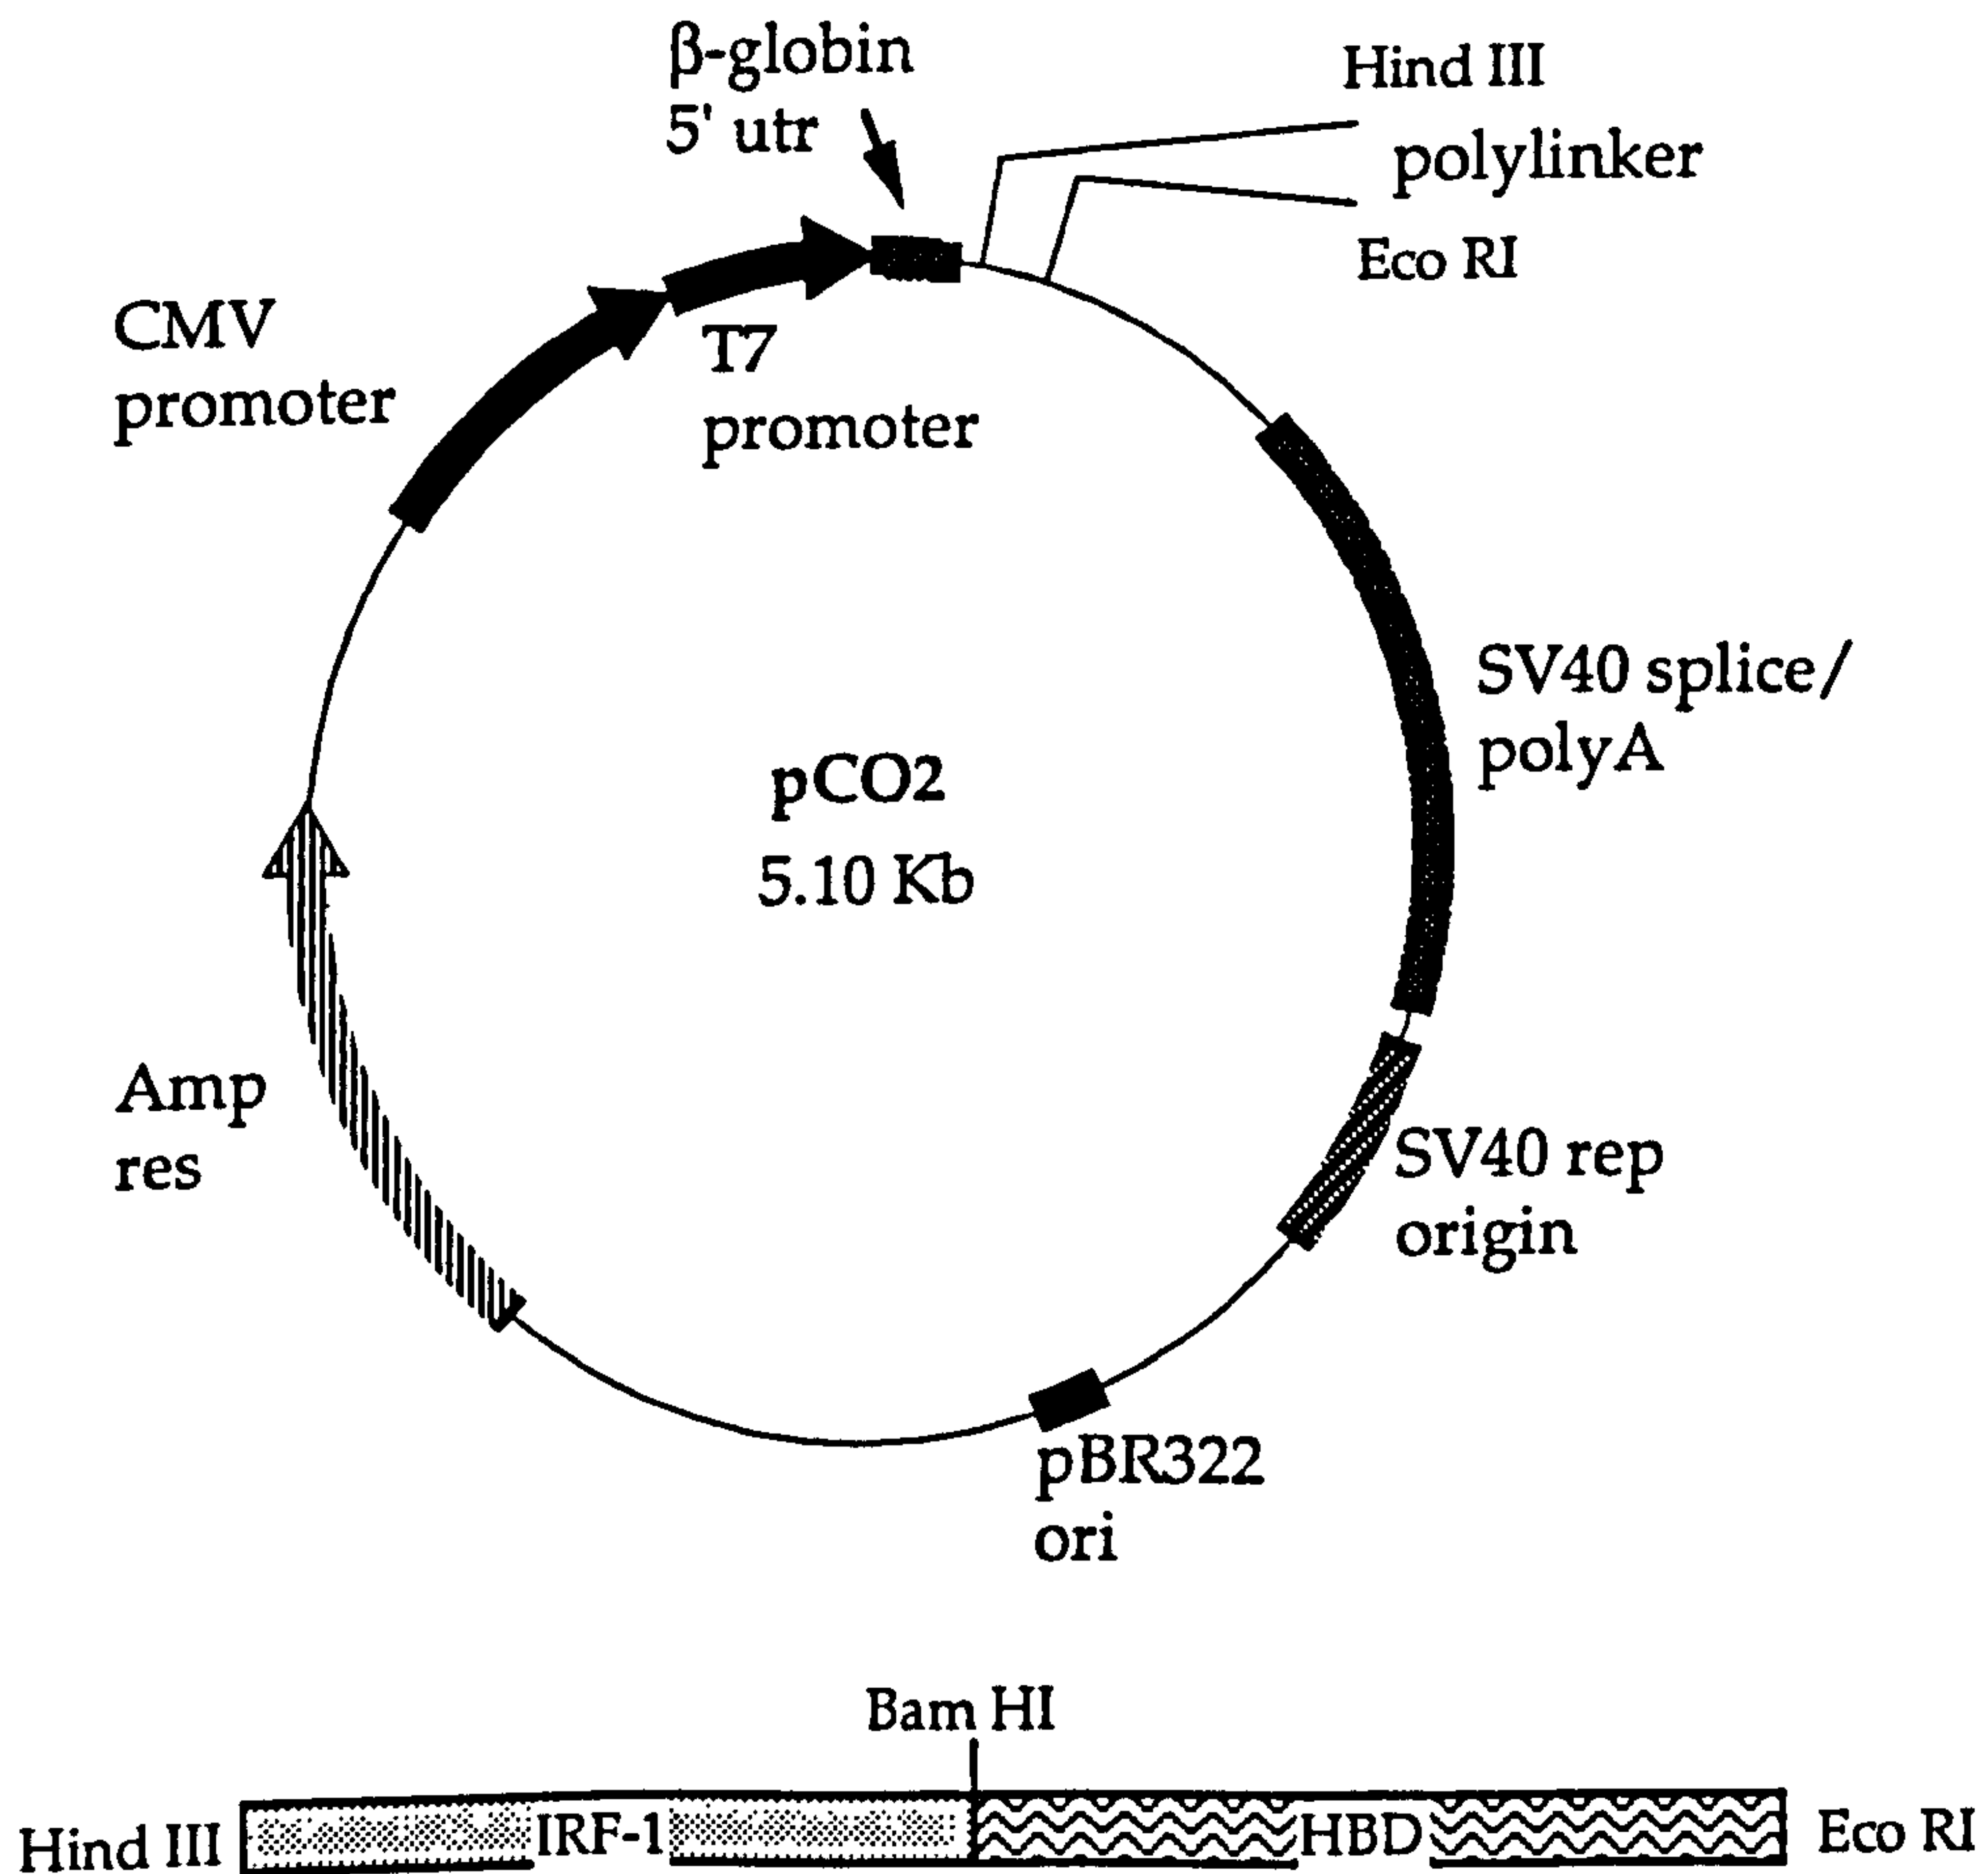 β-globin
5' utr
Hind III
polylinker
Eco RI
CMV
promoter
T7
promoter
SV40 splice/
polyA
pCO2
5.10 Kb
Amp
res
SV40 rep
origin
pBR322
ori
Bam HI
Hind III
IRF-1
HBD
Eco RI